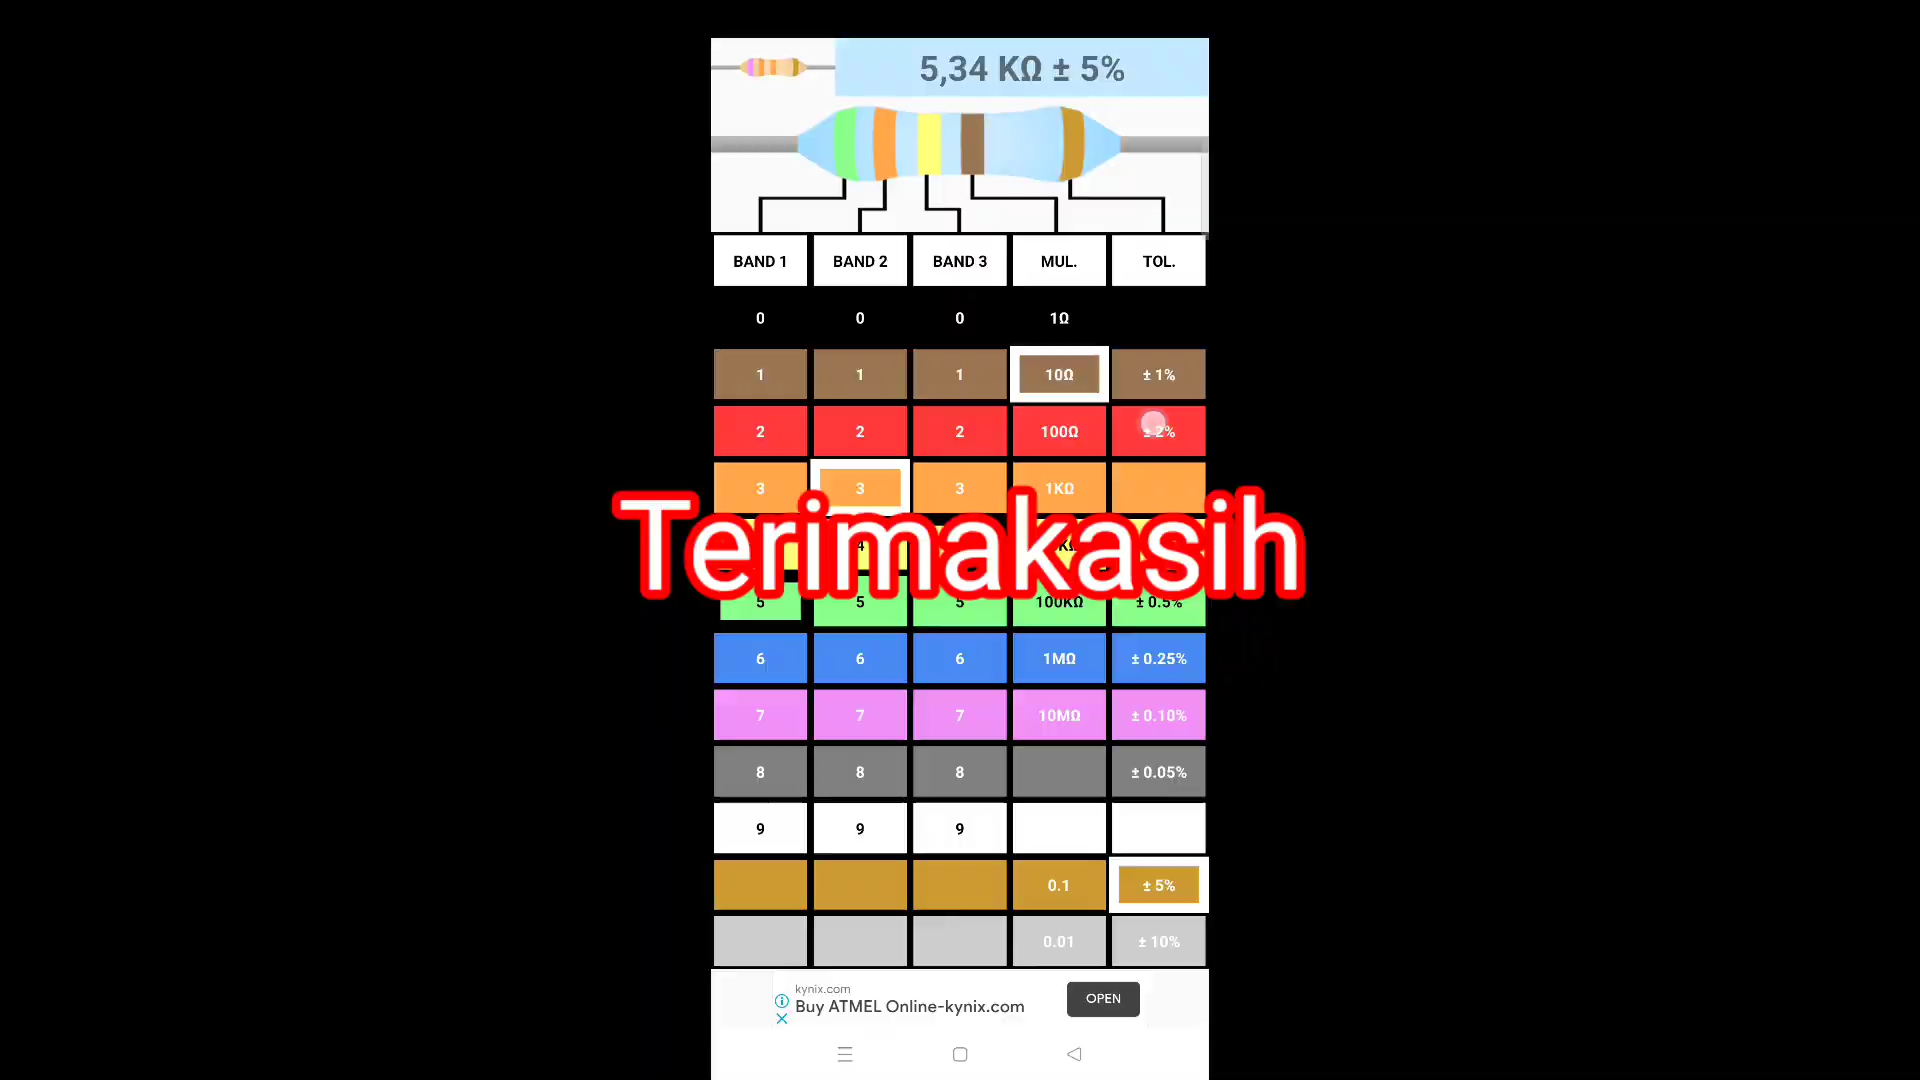 5,34 KΩ ± 5%
BAND 1 BAND 2 BAND 3 MUL. TOL.
0 0 0 1Ω
1 1 1 10Ω ± 1%
2 2 2 100Ω ± 2%
3 3 3 1KΩ
Terimakasih
5 5 5 100KΩ ± 0.5%
6 6 6 1MΩ ± 0.25%
7 7 7 10MΩ ± 0.10%
8 8 8 ± 0.05%
9 9 9
0.1 ± 5%
0.01 ± 10%
kynix.com
Buy ATMEL Online-kynix.com
OPEN